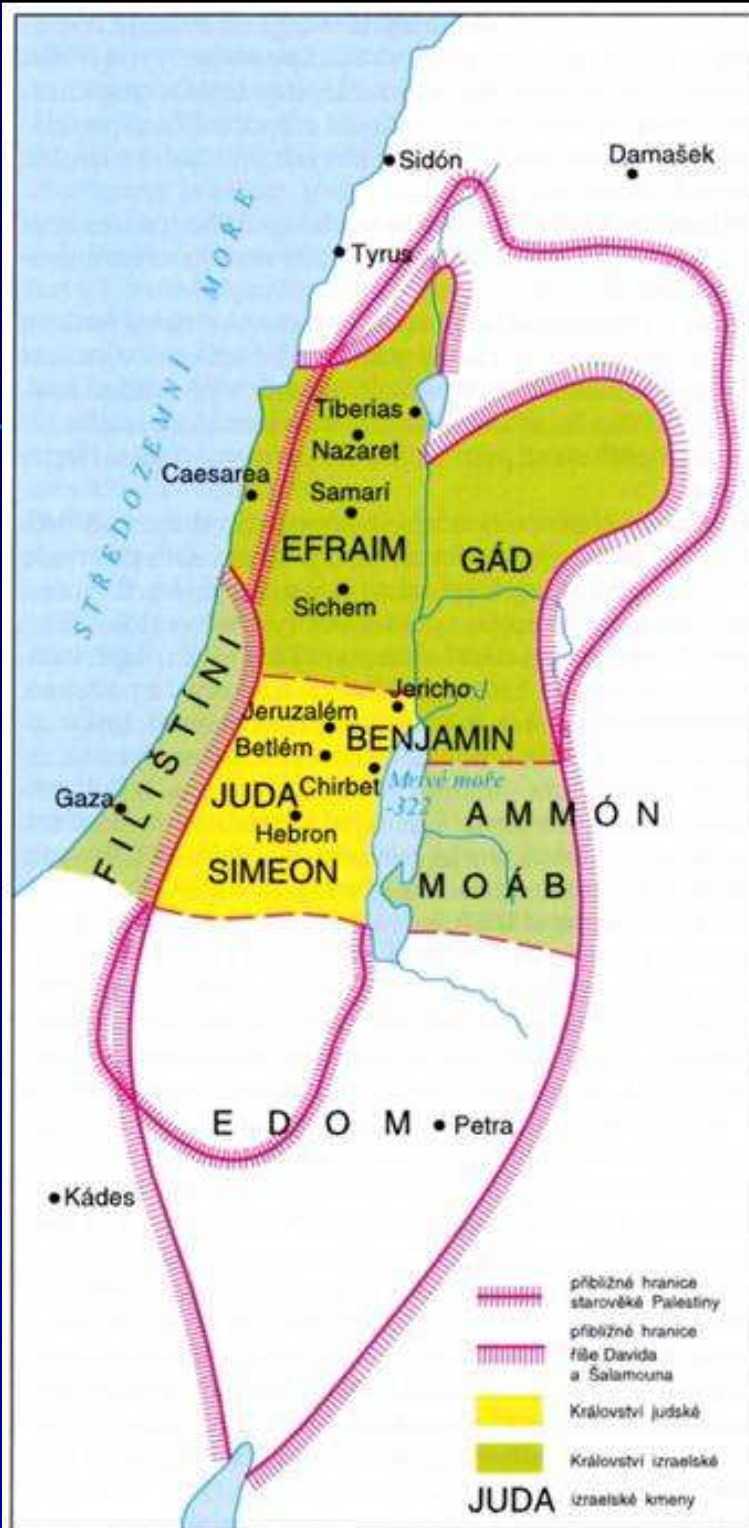 Sidón
Damašek
STŘEDOZEMNÍ MOŘE
Tyrus
Tiberias
Nazaret
Caesarea
Samarí
EFRAIM
GÁD
Sichem
FILIŠTÍNI
Jericho
Jeruzalém
BENJAMIN
Betlém
Chirbet
Mrtvé moře
-322
Gaza
JUDA
AMMÓN
Hebron
SIMEON
MOÁB
EDOM
Petra
Kádes
přibližné hranice
starověké Palestiny
přibližné hranice
říše Davida
a Šalamouna
Království judské
Království izraelské
JUDA izraelské kmeny